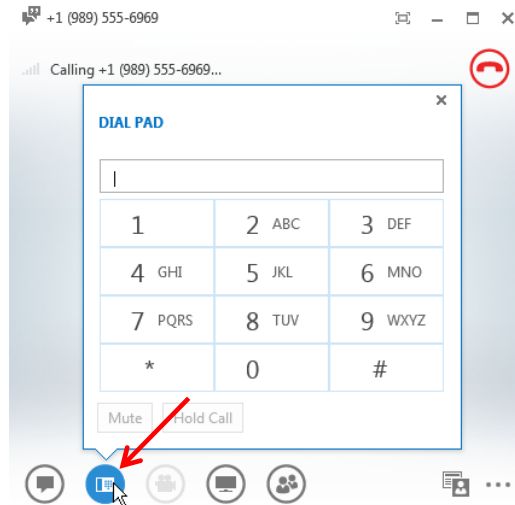 +1 (989) 555-6969
Calling +1 (989) 555-6969...
DIAL PAD
1 2 ABC 3 DEF
4 GHI 5 JKL 6 MNO
7 PQRS 8 TUV 9 WXYZ
* 0 #
Mute Hold Call